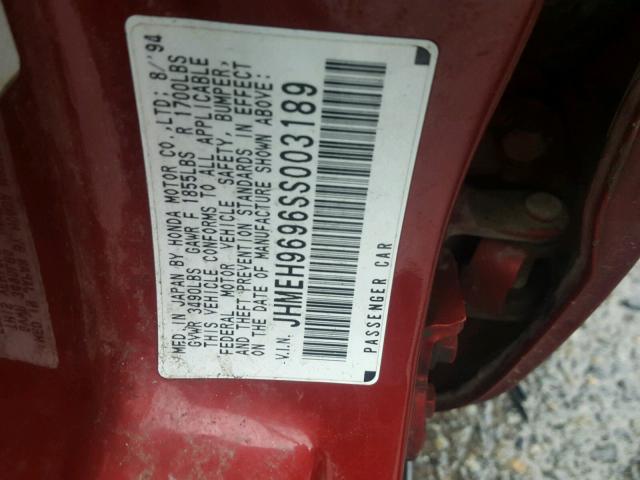 MFD. IN JAPAN BY HONDA MOTOR CO.,LTD; 8/'94
GVWR 3490LBS GAWR F 1855LBS R 1700LBS
THIS VEHICLE CONFORMS TO ALL APPLICABLE
FEDERAL MOTOR VEHICLE SAFETY, BUMPER,
AND THEFT PREVENTION STANDARDS IN EFFECT
ON THE DATE OF MANUFACTURE SHOWN ABOVE:
-V.I.N. JHMEH9696SS003189
PASSENGER CAR